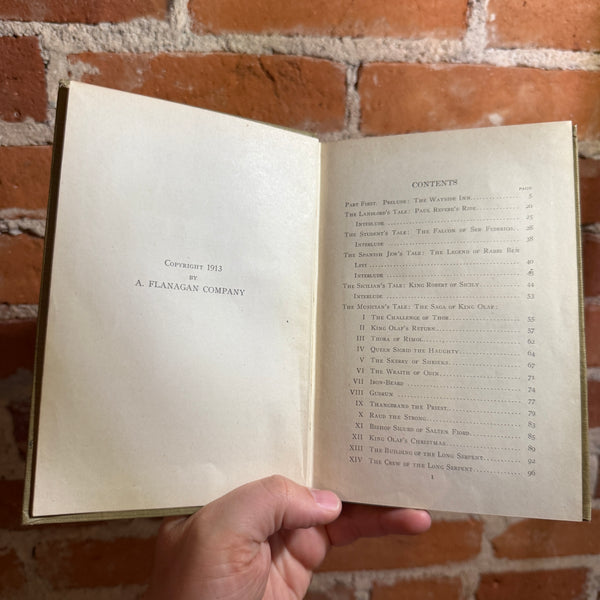 COPYRIGHT 1913
BY
A. FLANAGAN COMPANY
CONTENTS
PAGE
PART FIRST. PRELUDE: THE WAYSIDE INN 5
THE LANDLORD'S TALE: PAUL REVERE'S RIDE 20
INTERLUDE 25
THE STUDENT'S TALE: THE FALCON OF SER FEDERIGO 28
INTERLUDE 38
THE SPANISH JEW'S TALE: THE LEGEND OF RABBI BEN
LEVI 40
INTERLUDE
THE SICILIAN'S TALE: KING ROBERT OF SICILY 44
INTERLUDE 53
THE MUSICIAN'S TALE: THE SAGA OF KING OLAF:
I THE CHALLENGE OF THOR 55
II KING OLAF'S RETURN 57
III THORA OF RIMOL 62
IV QUEEN SIGRID THE HAUGHTY 64
V THE SKERRY OF SHRIEKS 67
VI THE WRAITH OF ODIN 71
VII IRON-BEARD 74
VIII GUDRUN 77
IX THANGBRAND THE PRIEST 79
X RAUD THE STRONG 83
XI BISHOP SIGURD OF SALTEN FIORD 85
XII KING OLAF'S CHRISTMAS 89
XIII THE BUILDING OF THE LONG SERPENT 92
XIV THE CREW OF THE LONG SERPENT 96
1